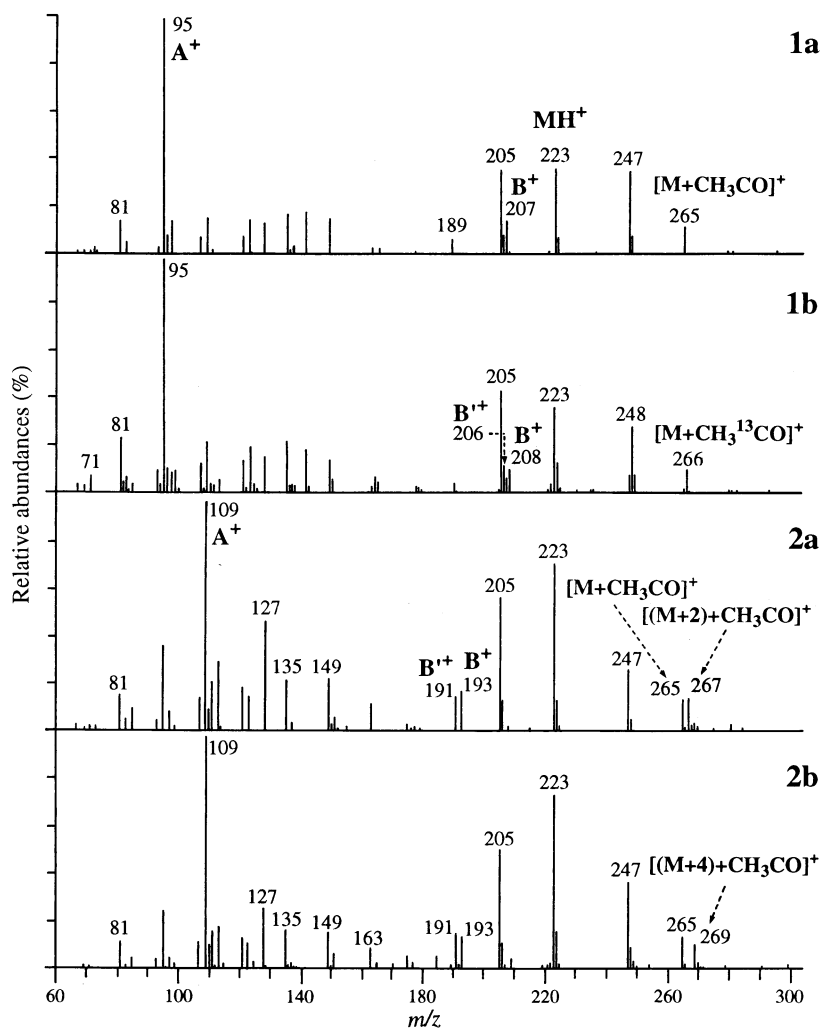 1a
95
A+
MH+
205
223
247
B+
207
[M+CH3CO]+
81
189
265
1b
95
205
223
B'+
206
B+
208
248
[M+CH3¹³CO]+
81
71
266
2a
109
A+
223
[M+CH3CO]+
205
[(M+2)+CH3CO]+
127
B'+
B+
247
135
149
191
193
265
267
81
2b
109
223
205
[(M+4)+CH3CO]+
247
127
135
149
163
191
193
265
269
81
60
100
140
180
220
260
300
m/z
Relative abundances (%)